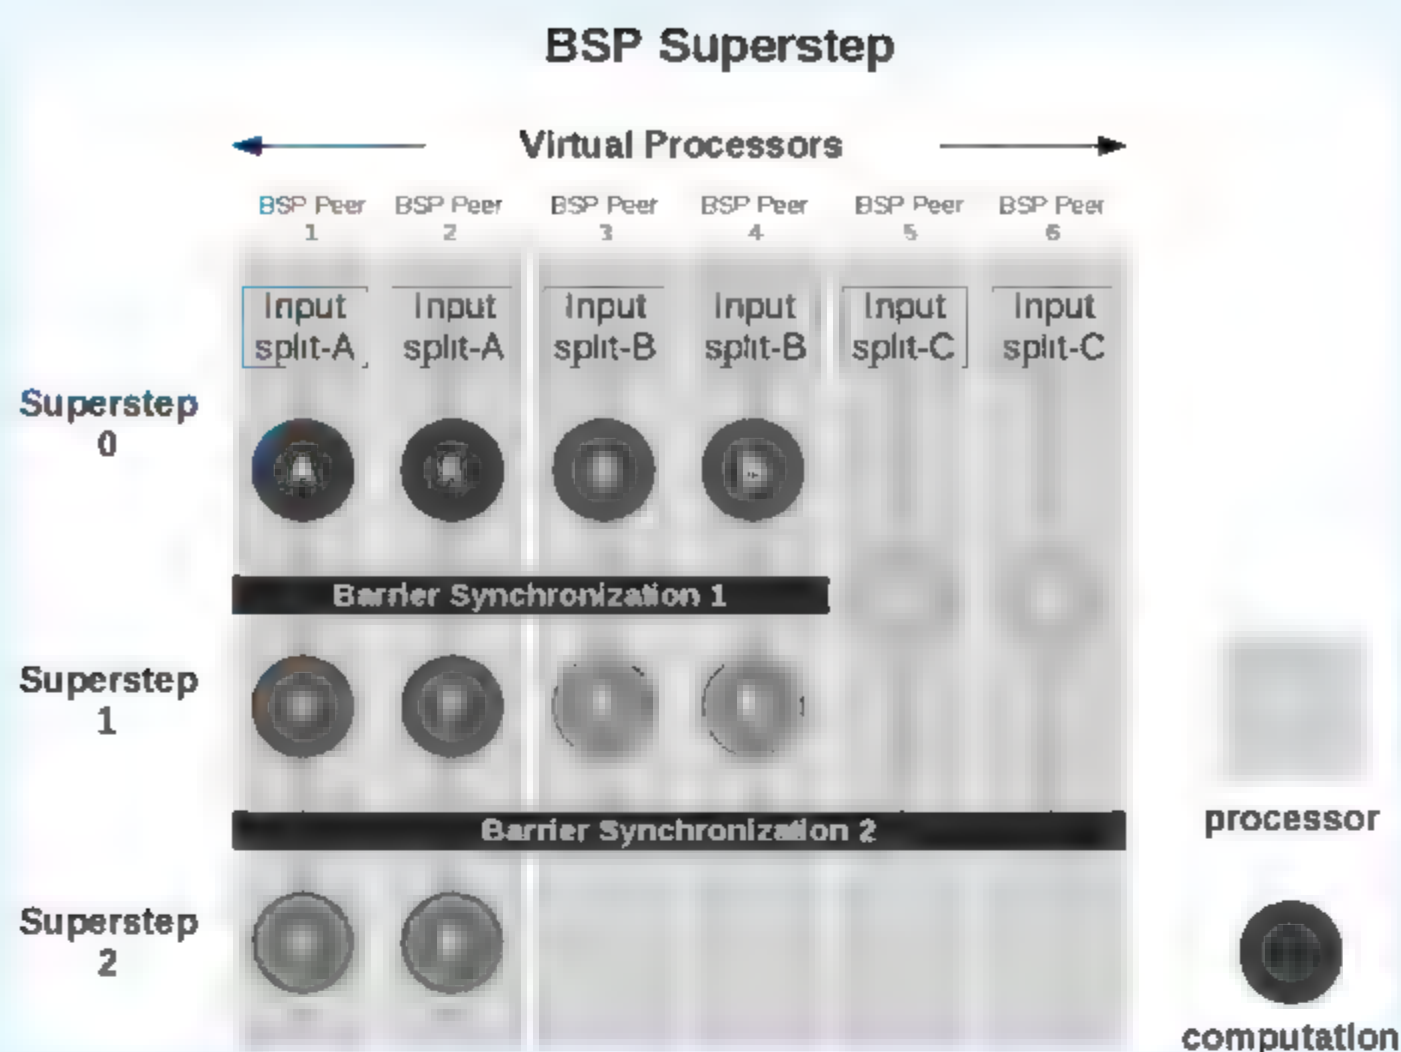 BSP Superstep
Virtual Processors
BSP Peer BSP Peer BSP Peer BSP Peer BSP Peer BSP Peer
1 2 3 4 5 6
Input Input Input Input Input Input
split-A split-A split-B split-B split-C split-C
Superstep
0
Barrier Synchronization 1
Superstep
1
processor
Barrier Synchronization 2
Superstep
2
computation